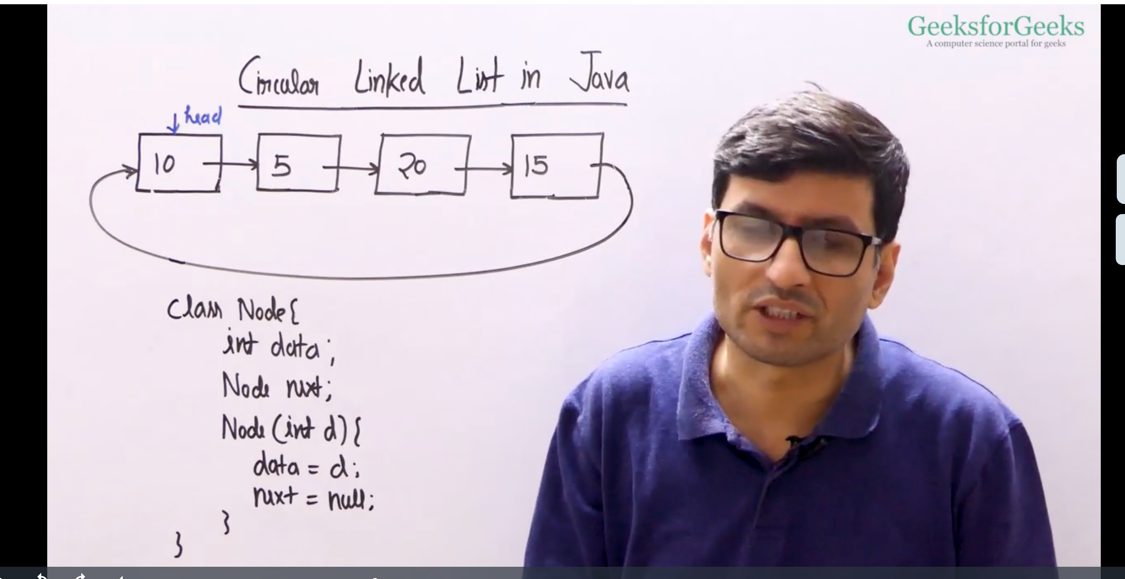 GeeksforGeeks
A computer science portal for geeks
Circular Linked List in Java
head
10 5 20 15
class Node{
int data;
Node next;
Node(int d){
data = d;
next = null;
}
}